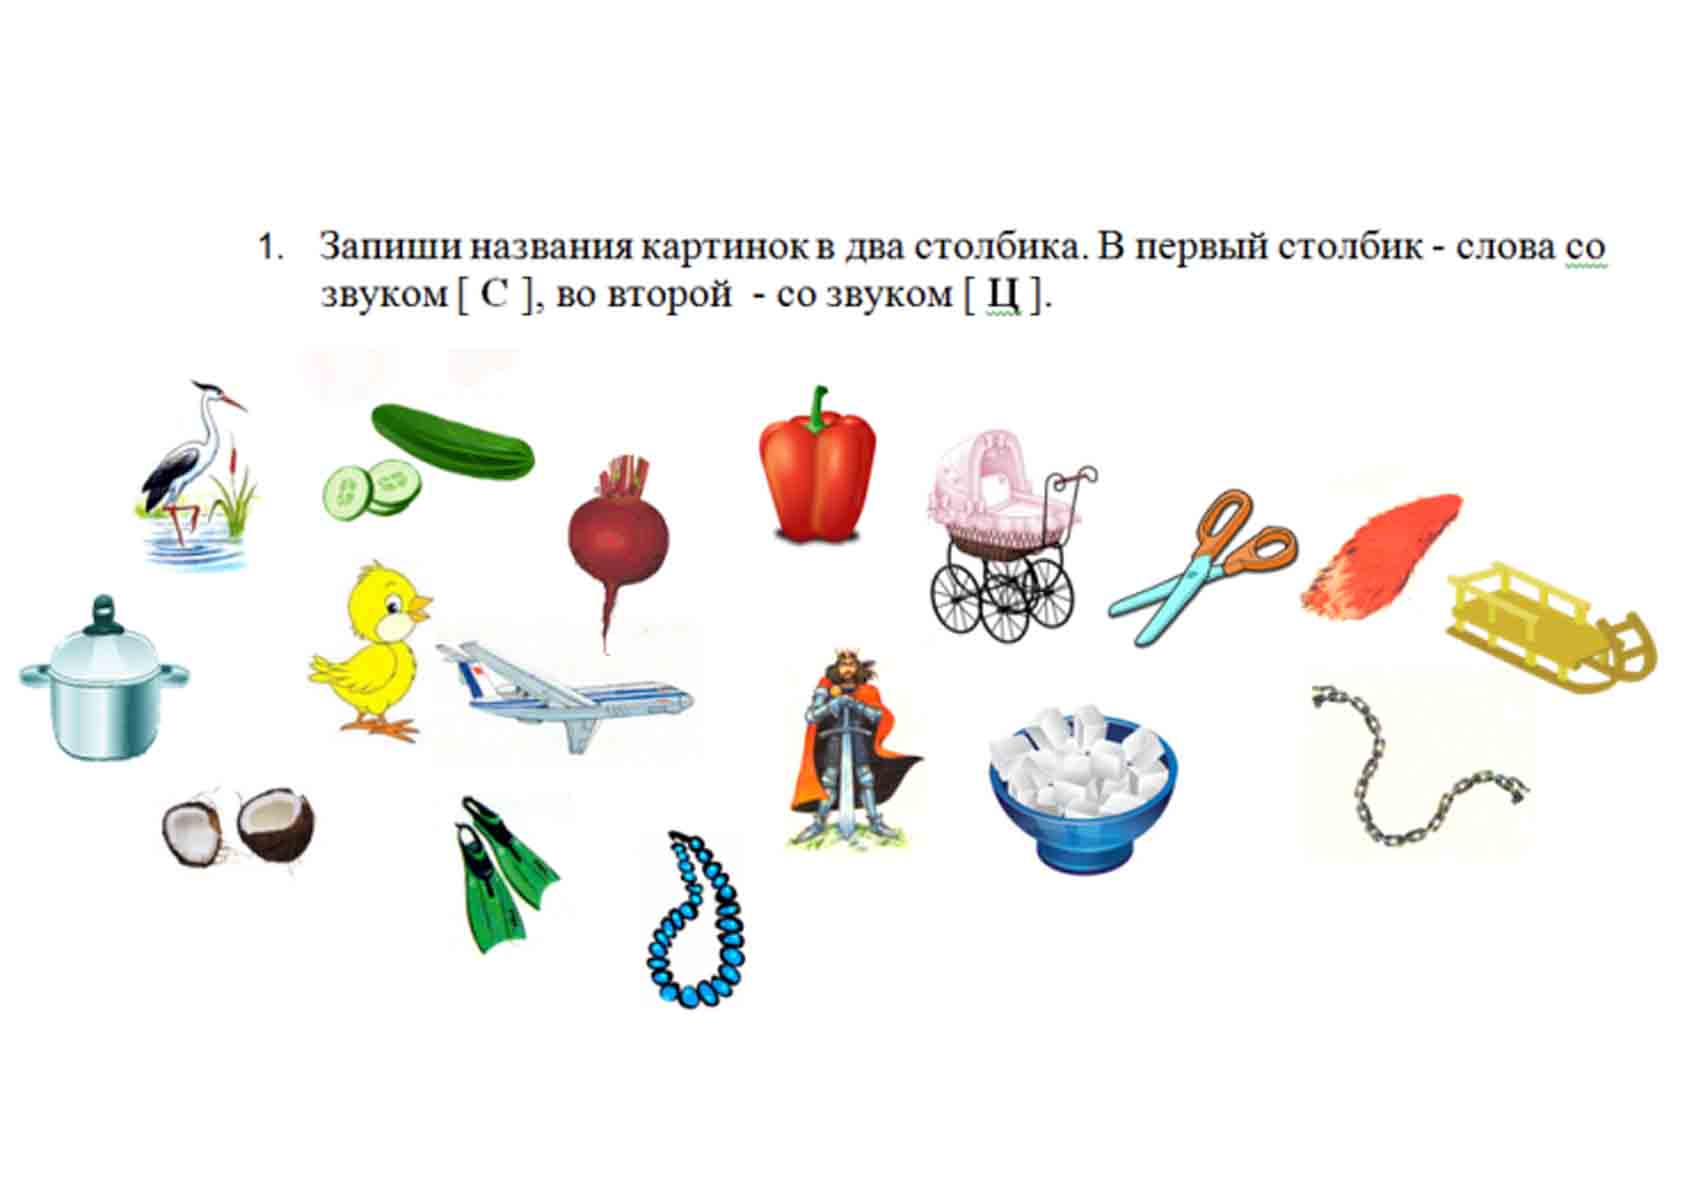 1. Запиши названия картинок в два столбика. В первый столбик - слова со
звуком [ С ], во второй - со звуком [ Ц ].